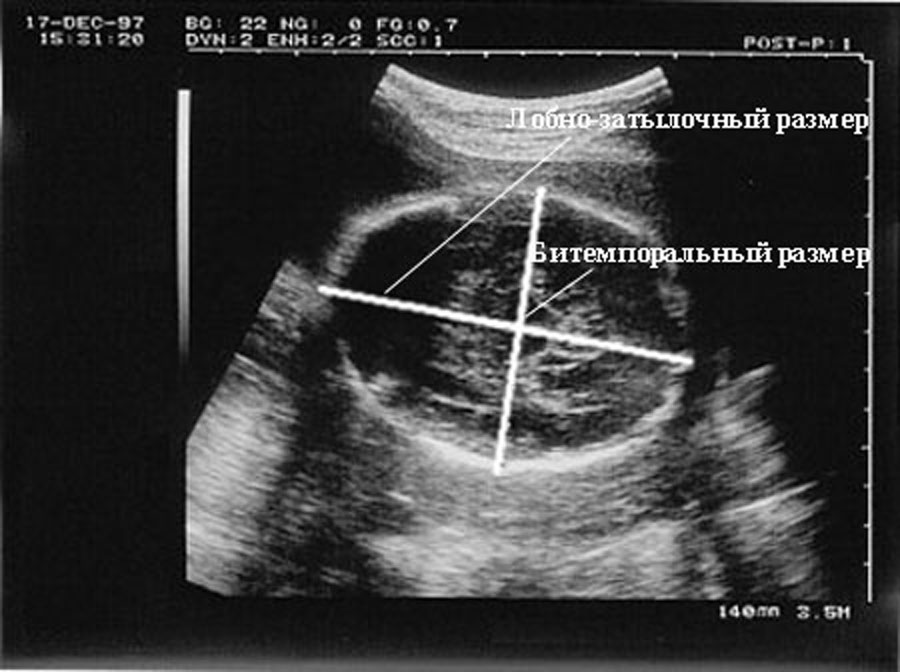 17-DEC-97 BG: 22 NG: 0 FG:0.7
15:31:20 DVN:2 ENH:2/2 SCC:1
POST-P:1
Лобно-затылочный размер
Битемпоральный размер
140mm 3.5M